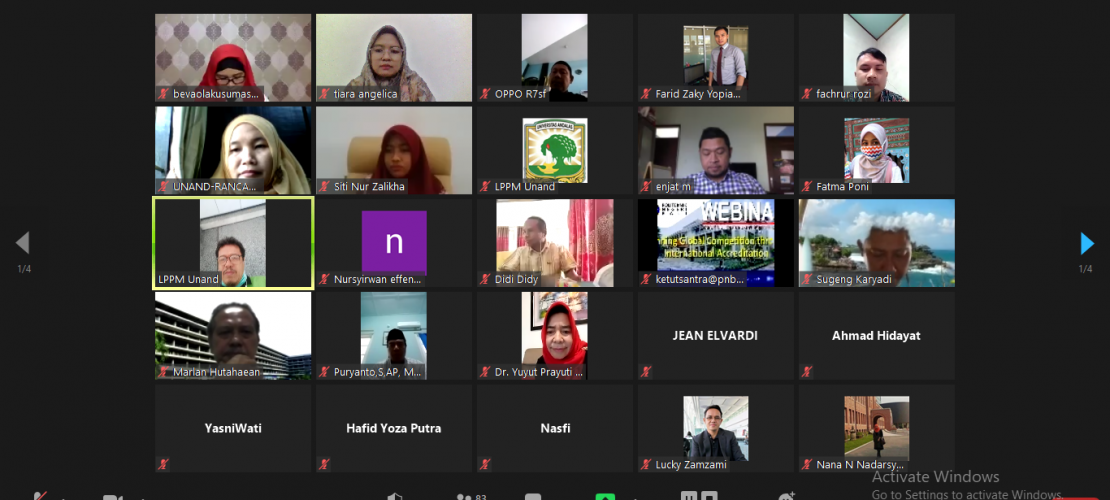 bevaolakusumas...
tiara angelica
OPPO R7sf
Farid Zaky Yopia...
fachrur rozi
UNIVERSITAS ANDALAS
UNAND-RANCA...
Siti Nur Zalikha
LPPM Unand
enjat m
Fatma Poni
WEBINA
nning Global Competition thr
International Accreditation
1/4
LPPM Unand
n
Nursyirwan effen...
Didi Didy
ketutsantra@pnb...
Sugeng Karyadi
1/4
Marlan Hutahaean
Puryanto,S,AP, M...
Dr. Yuyut Prayuti ...
JEAN ELVARDI
Ahmad Hidayat
YasniWati
Hafid Yoza Putra
Nasfi
Lucky Zamzami
Nana N Nadarsy...
Activate Windows
Go to Settings to activate Windows.
83